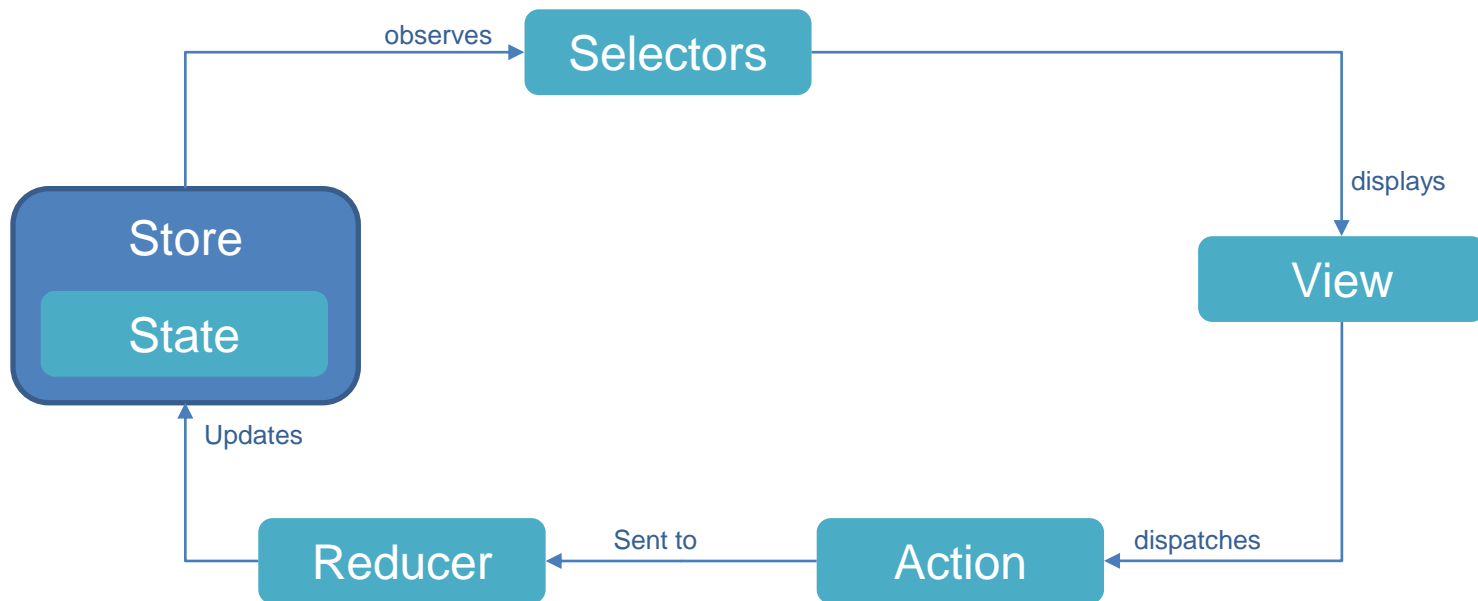 observes
Selectors
displays
Store
View
State
Updates
Sent to
dispatches
Reducer
Action